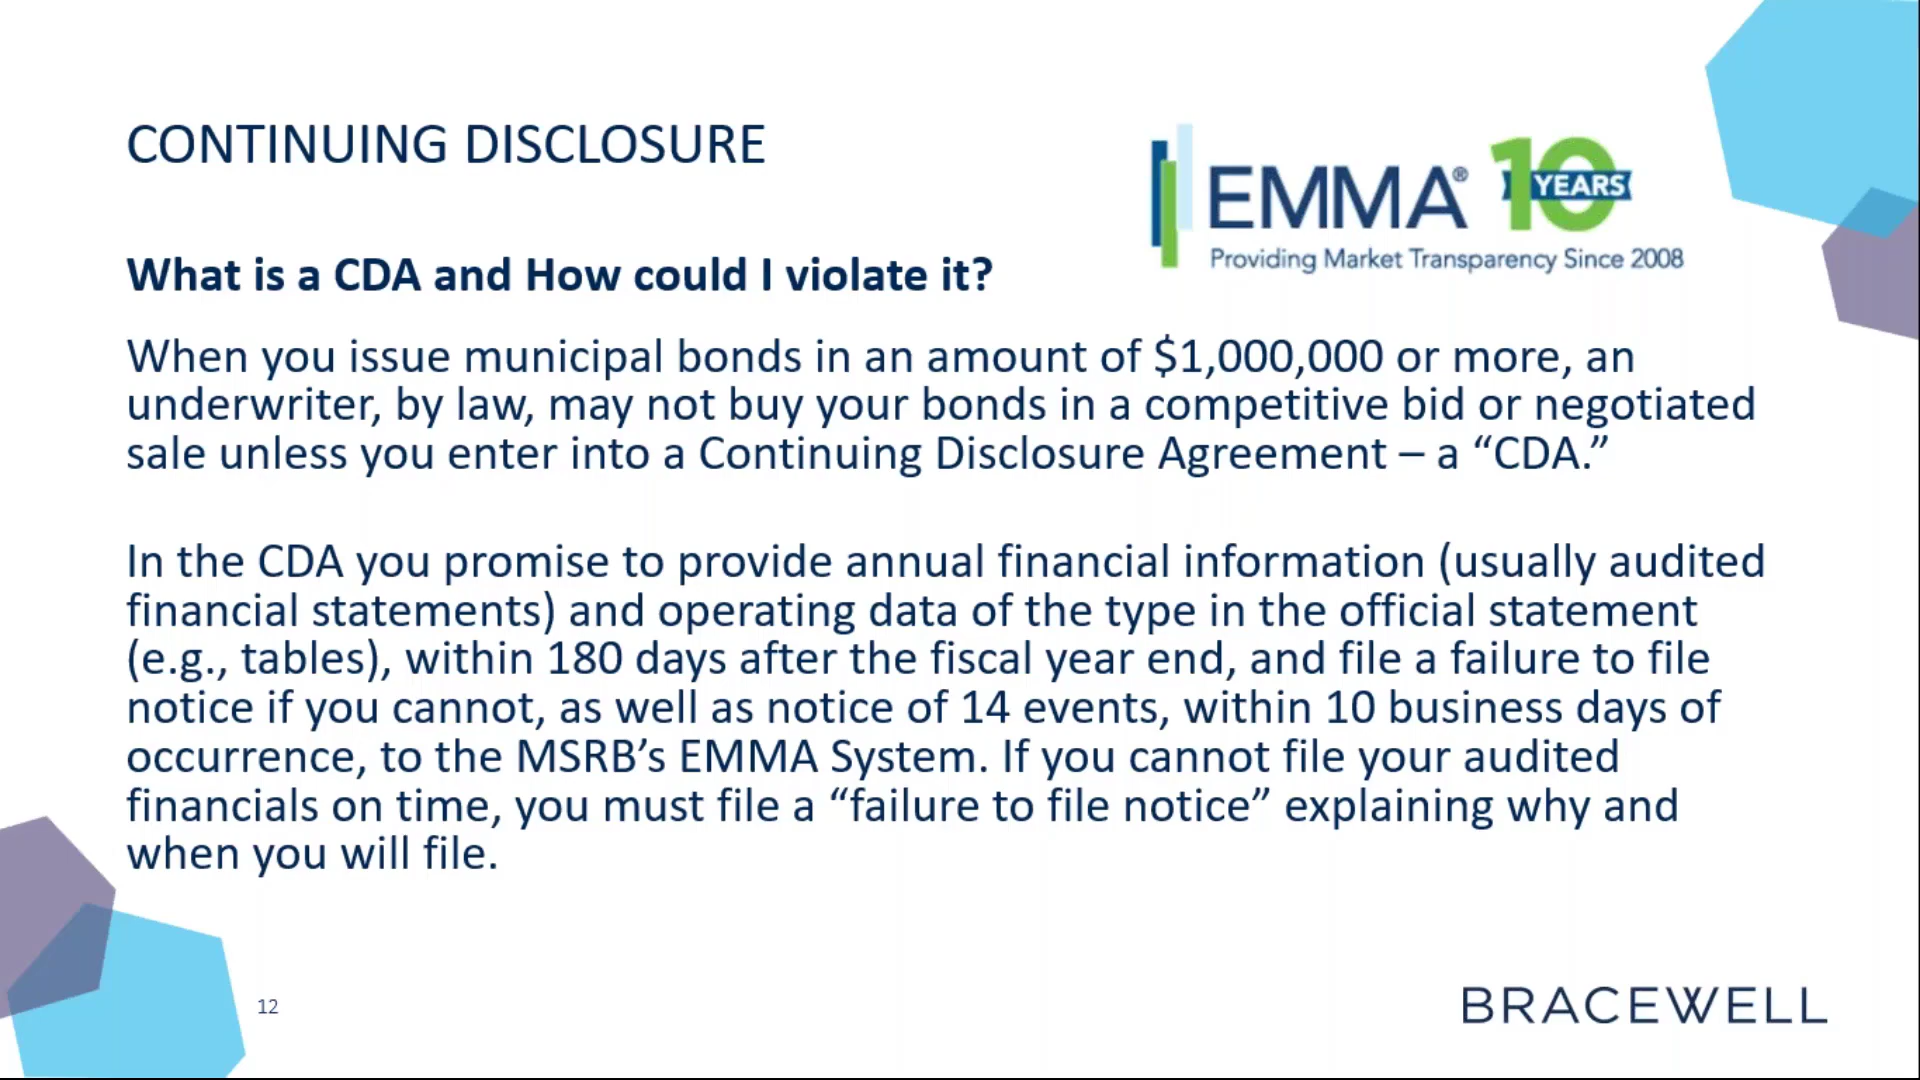 CONTINUING DISCLOSURE
EMMA® 10 YEARS
Providing Market Transparency Since 2008
What is a CDA and How could I violate it?
When you issue municipal bonds in an amount of $1,000,000 or more, an
underwriter, by law, may not buy your bonds in a competitive bid or negotiated
sale unless you enter into a Continuing Disclosure Agreement – a “CDA.”
In the CDA you promise to provide annual financial information (usually audited
financial statements) and operating data of the type in the official statement
(e.g., tables), within 180 days after the fiscal year end, and file a failure to file
notice if you cannot, as well as notice of 14 events, within 10 business days of
occurrence, to the MSRB’s EMMA System. If you cannot file your audited
financials on time, you must file a “failure to file notice” explaining why and
when you will file.
12
BRACEWELL